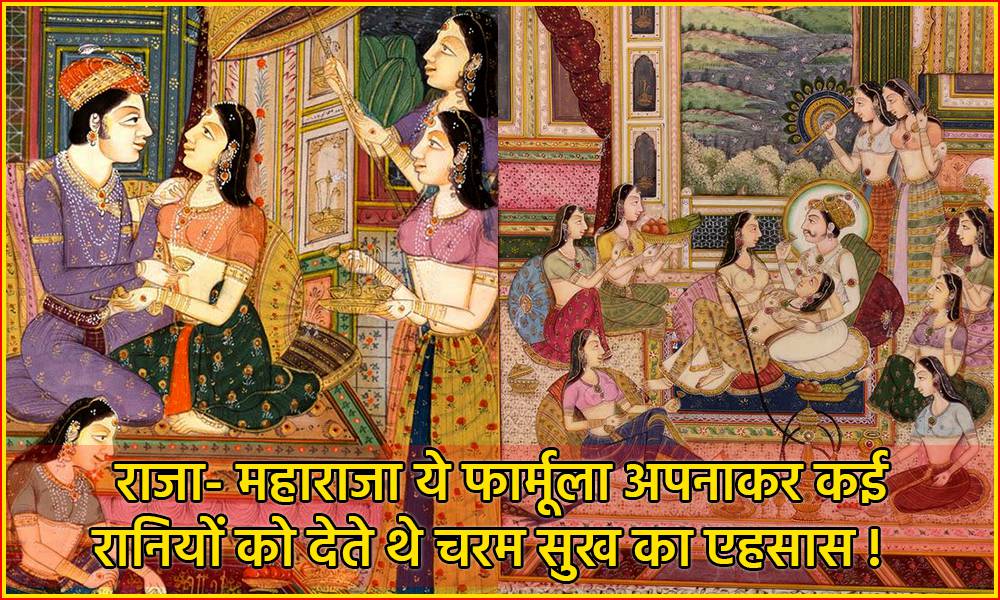 राजा- महाराजा ये फार्मूला अपनाकर कई
रानियों को देते थे चरम सुख का एहसास !